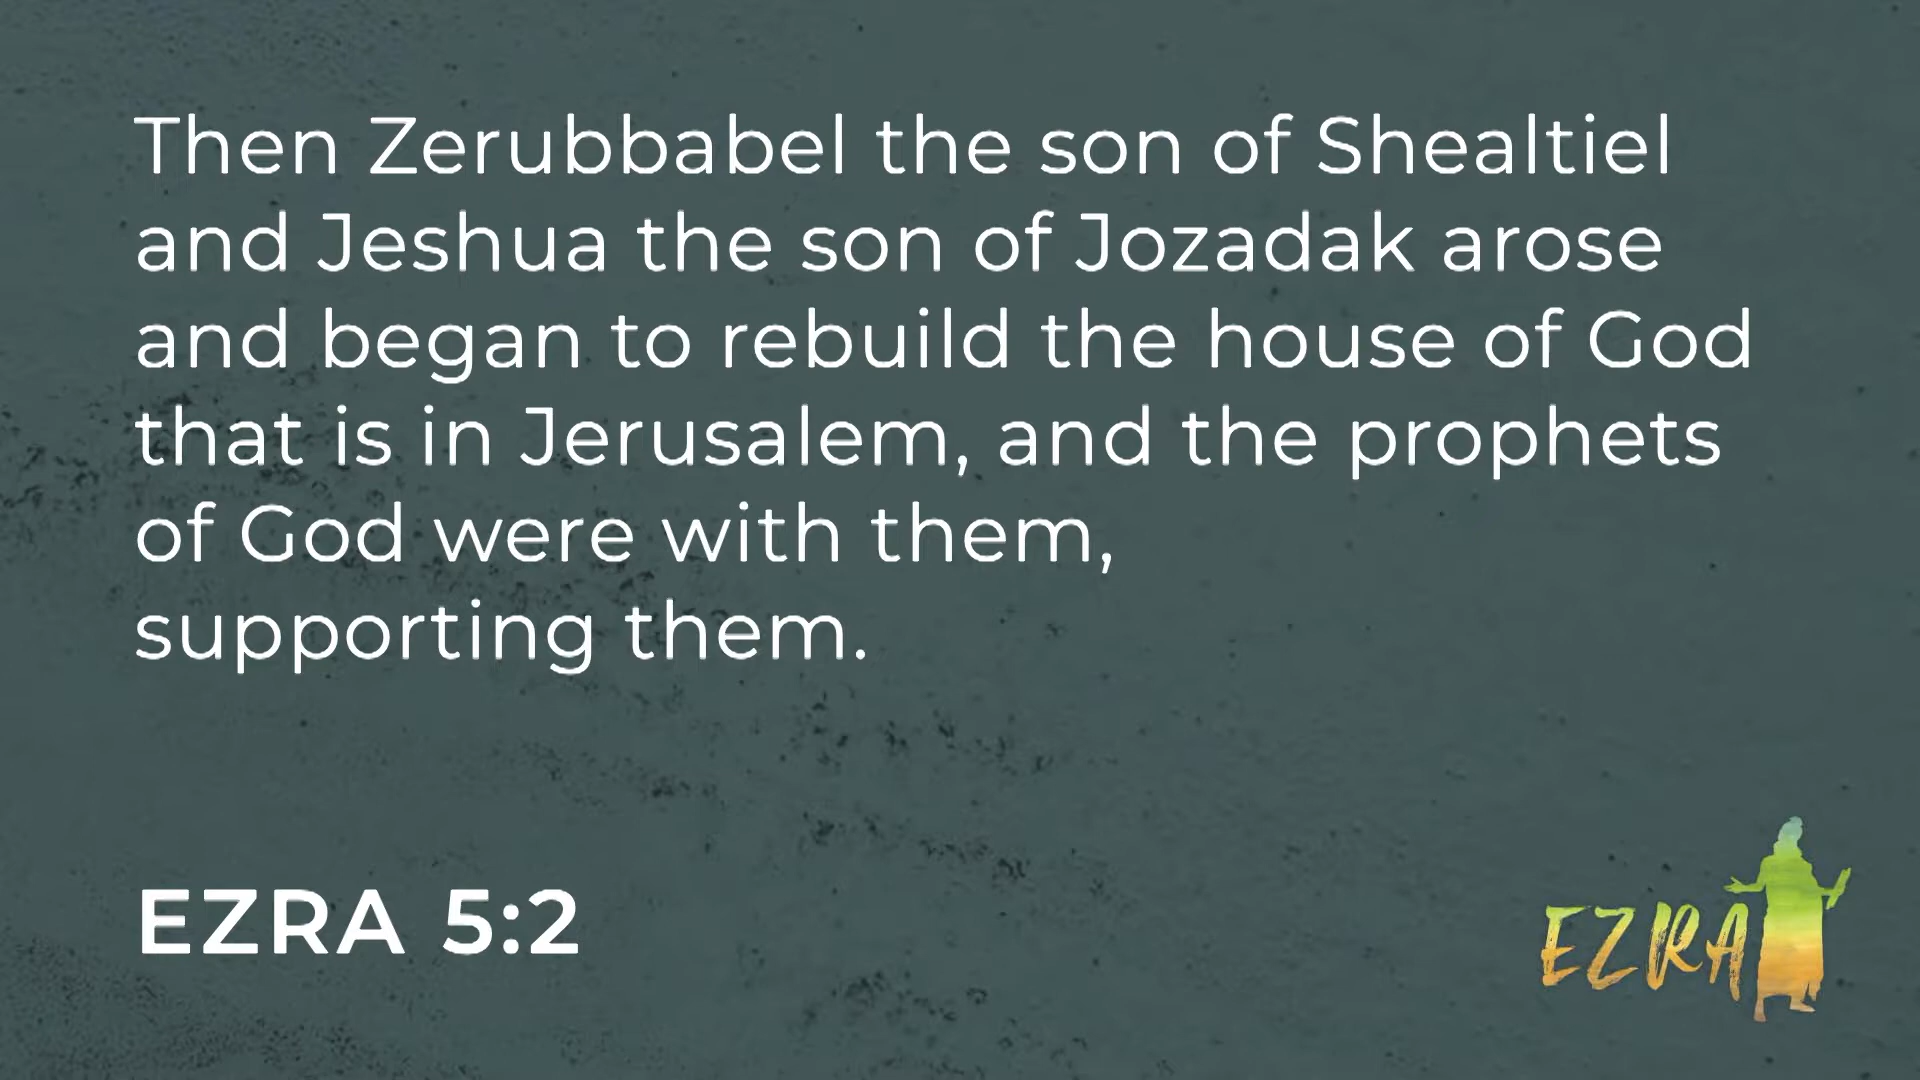 Then Zerubbabel the son of Shealtiel
and Jeshua the son of Jozadak arose
and began to rebuild the house of God
that is in Jerusalem, and the prophets
of God were with them,
supporting them.
EZRA 5:2
EZRA